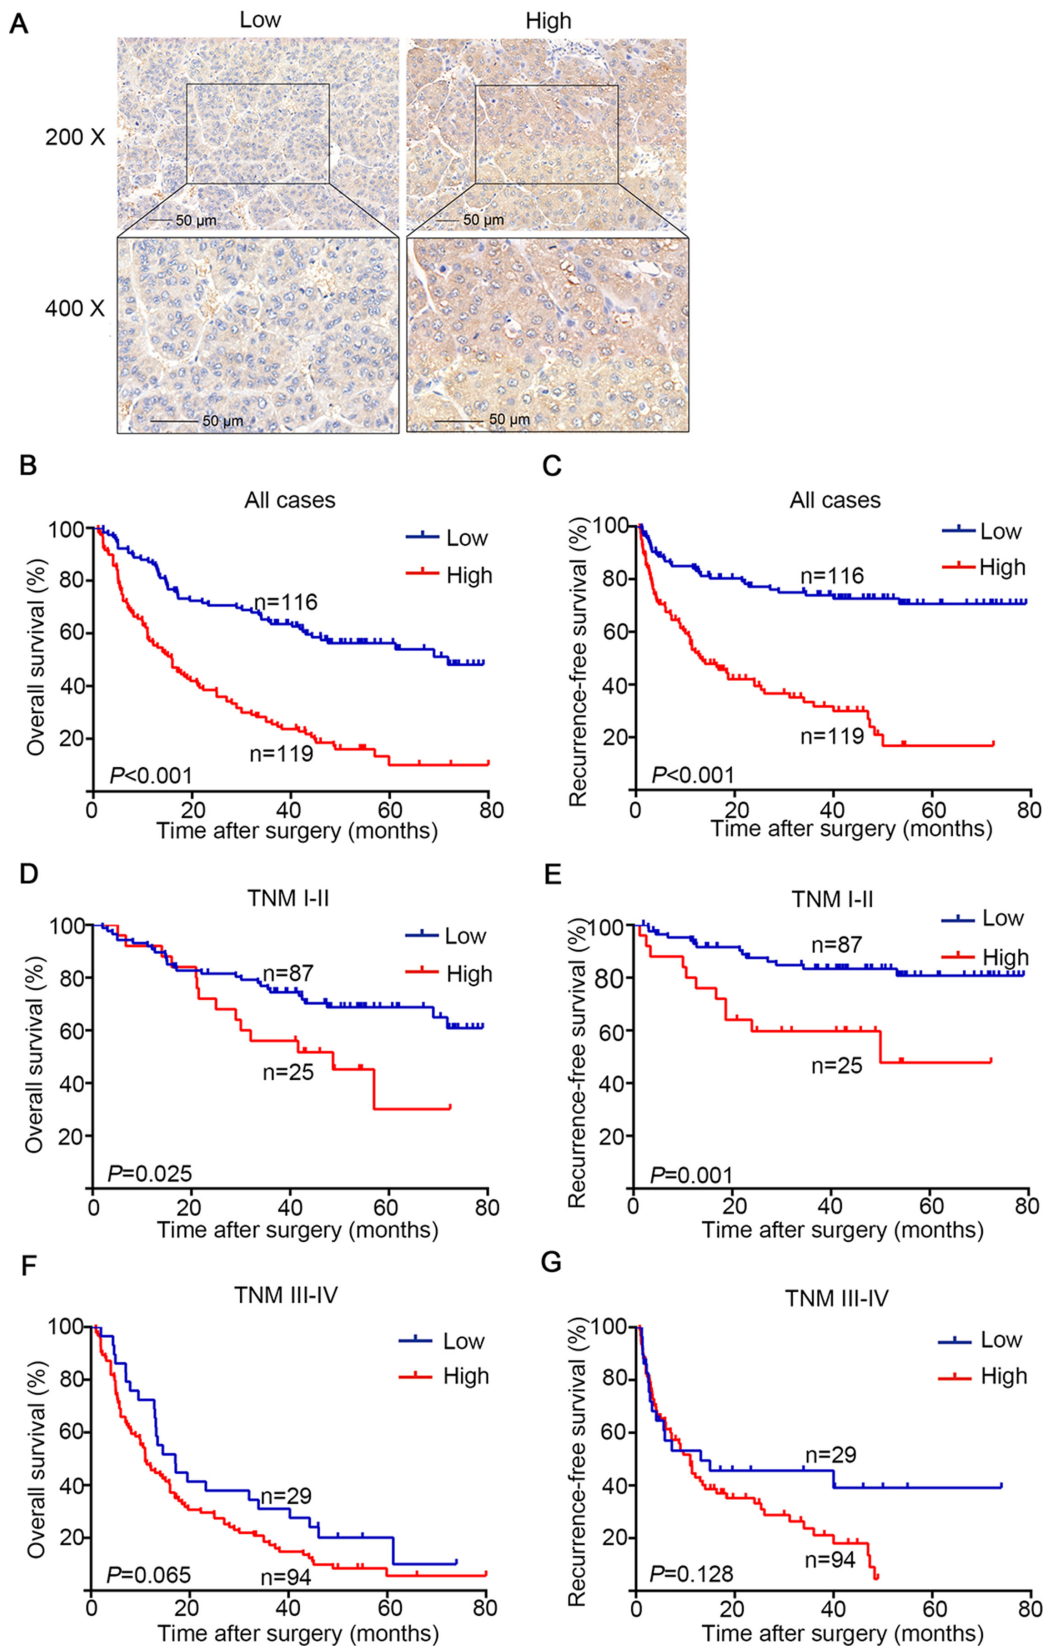 A
Low
High
200 X
50 µm
50 µm
400 X
50 µm
50 µm
B
All cases
Overall survival (%)
100
80
60
40
20
0
20
40
60
80
Low
High
n=116
n=119
P<0.001
Time after surgery (months)
C
All cases
Recurrence-free survival (%)
100
80
60
40
20
0
20
40
60
80
Low
High
n=116
n=119
P<0.001
Time after surgery (months)
D
TNM I-II
Overall survival (%)
100
80
60
40
20
0
20
40
60
80
Low
High
n=87
n=25
P=0.025
Time after surgery (months)
E
TNM I-II
Recurrence-free survival (%)
100
80
60
40
20
0
20
40
60
80
Low
High
n=87
n=25
P=0.001
Time after surgery (months)
F
TNM III-IV
Overall survival (%)
100
80
60
40
20
0
20
40
60
80
Low
High
n=29
n=94
P=0.065
Time after surgery (months)
G
TNM III-IV
Recurrence-free survival (%)
100
80
60
40
20
0
20
40
60
80
Low
High
n=29
n=94
P=0.128
Time after surgery (months)